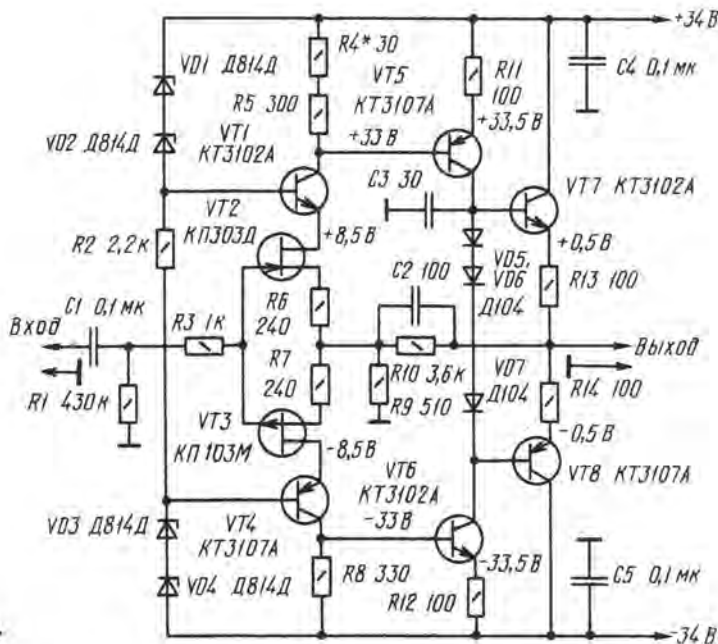 +34 В
R4* 30
VT5
КТ3107А
R11
100
C4 0,1 мк
VD1 Д814Д
R5 300
+33,5 В
VT1
КТ3102А
+33 В
VD2 Д814Д
C3 30
VT7 КТ3102А
VT2
КП303Д
R2 2,2 к
+8,5 В
+0,5 В
VD5,
VD6
Д104
R13 100
C2 100
C1 0,1 мк
R6
240
Вход
R3 1к
Выход
R7
240
R10 3,6 к
VD7
Д104
R14 100
R1 430 к
R9 510
VT3
КП103М
-8,5 В
-0,5 В
VT6
КТ3102А
VT8 КТ3107А
-33 В
VD3 Д814Д
VT4
КТ3107А
-33,5 В
C5 0,1 мк
VD4 Д814Д
R8 330
R12 100
-34 В